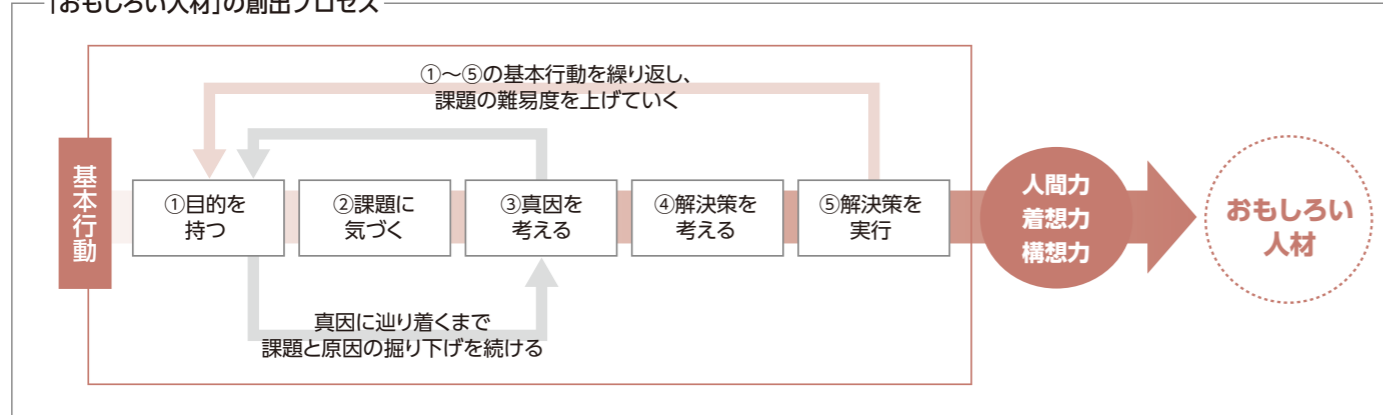 「おもしろい人材」の創出プロセス
①～⑤の基本行動を繰り返し、
課題の難易度を上げていく
基本行動
①目的を
持つ
②課題に
気づく
③真因を
考える
④解決策を
考える
⑤解決策を
実行
人間力
着想力
構想力
おもしろい
人材
真因に辿り着くまで
課題と原因の掘り下げを続ける